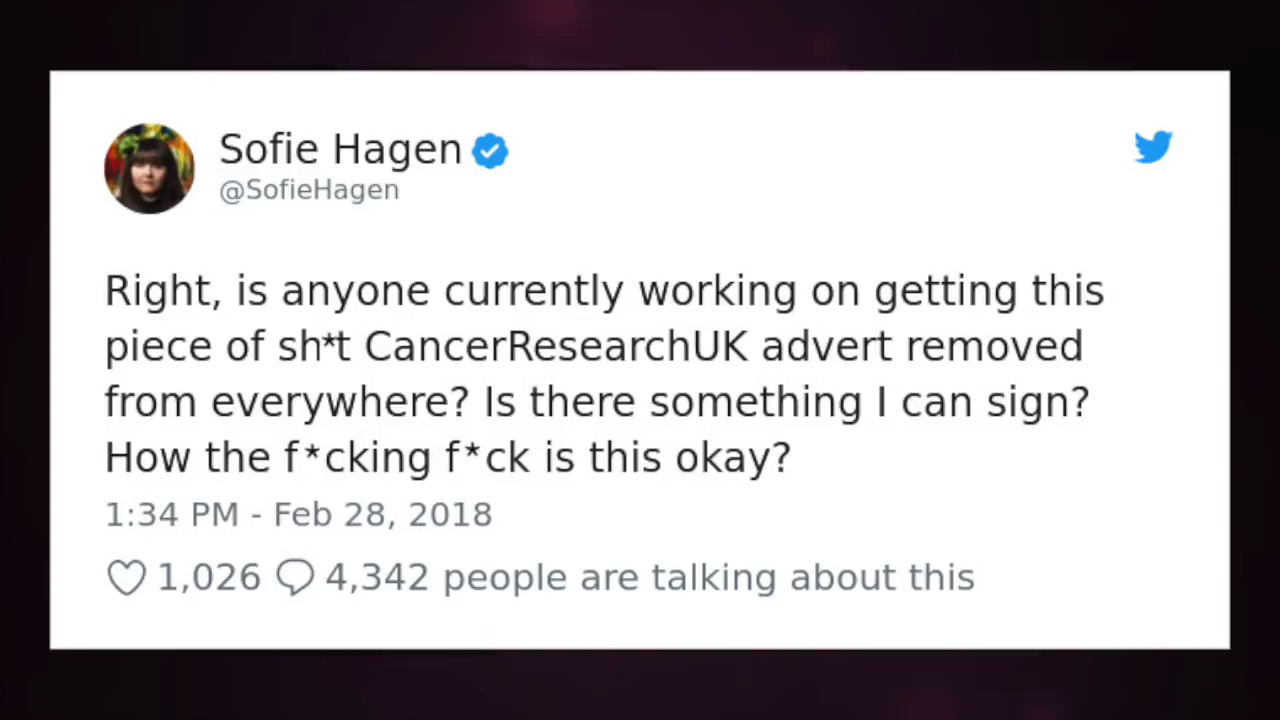 Sofie Hagen
@SofieHagen
Right, is anyone currently working on getting this
piece of sh*t CancerResearchUK advert removed
from everywhere? Is there something I can sign?
How the f*cking f*ck is this okay?
1:34 PM - Feb 28, 2018
1,026 4,342 people are talking about this